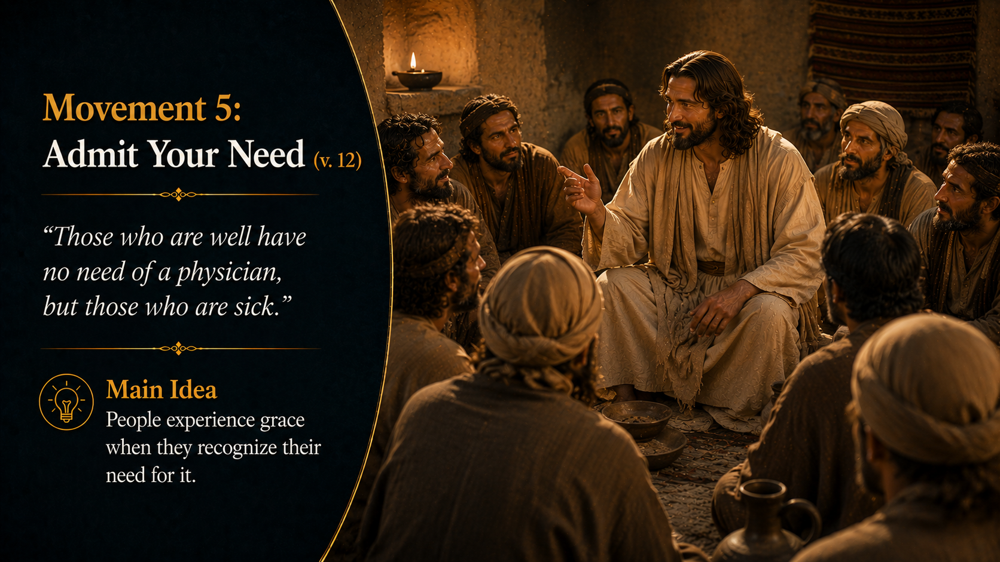 Movement 5:
Admit Your Need (v. 12)
“Those who are well have
no need of a physician,
but those who are sick.”
Main Idea
People experience grace
when they recognize their
need for it.